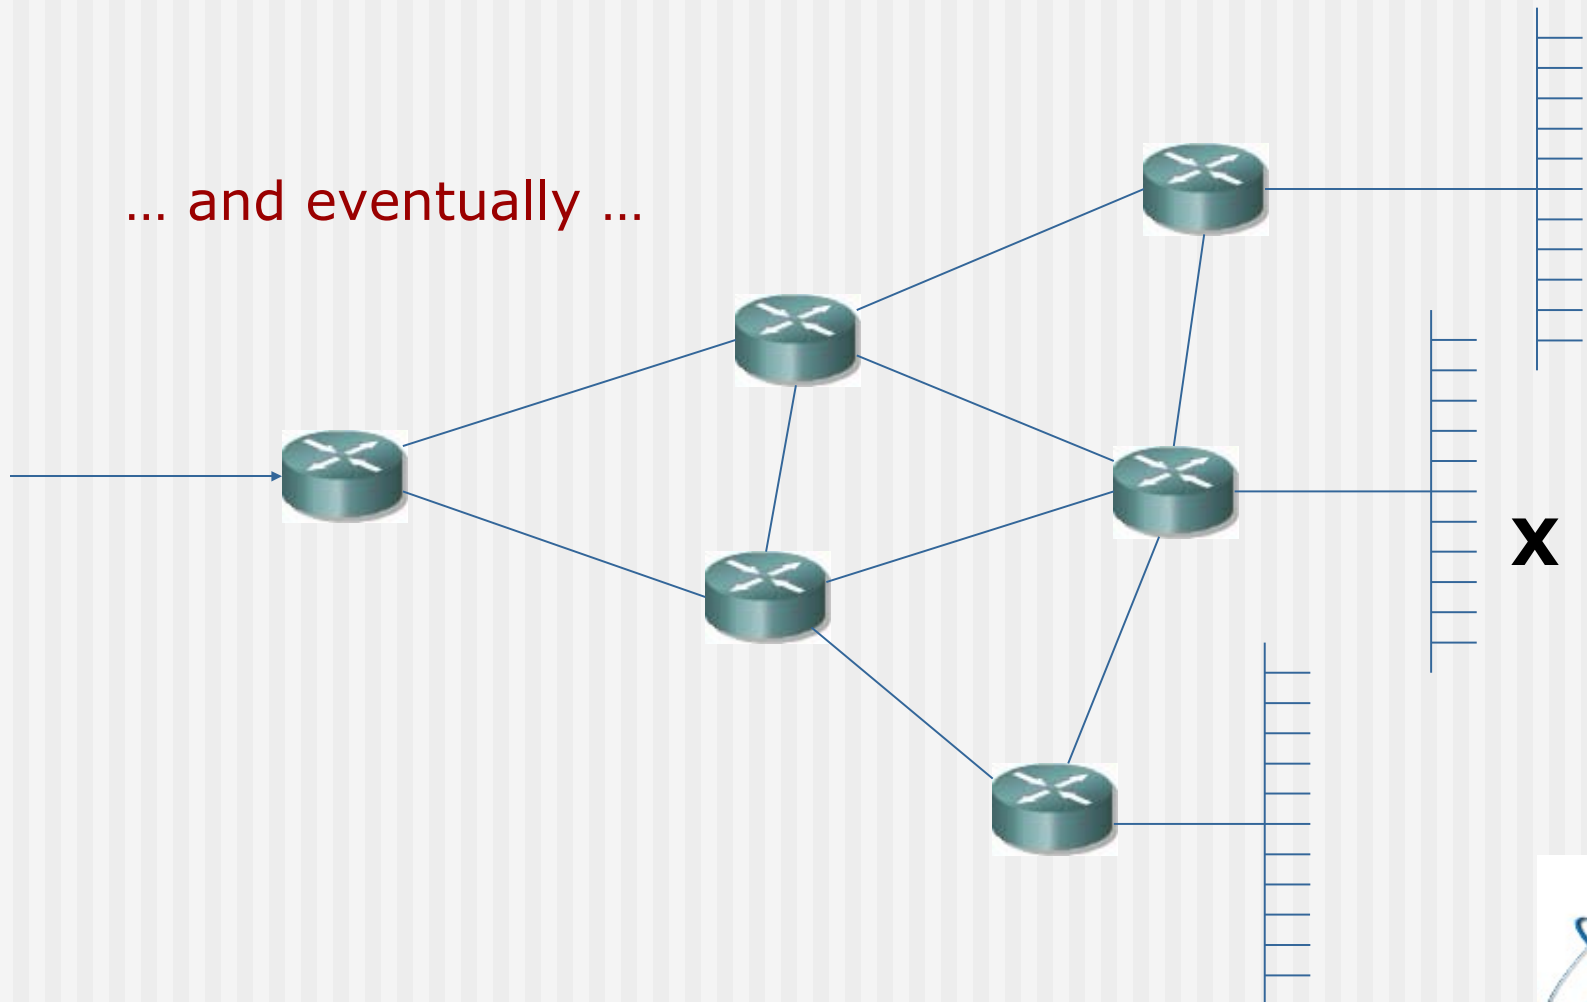 … and eventually …
x